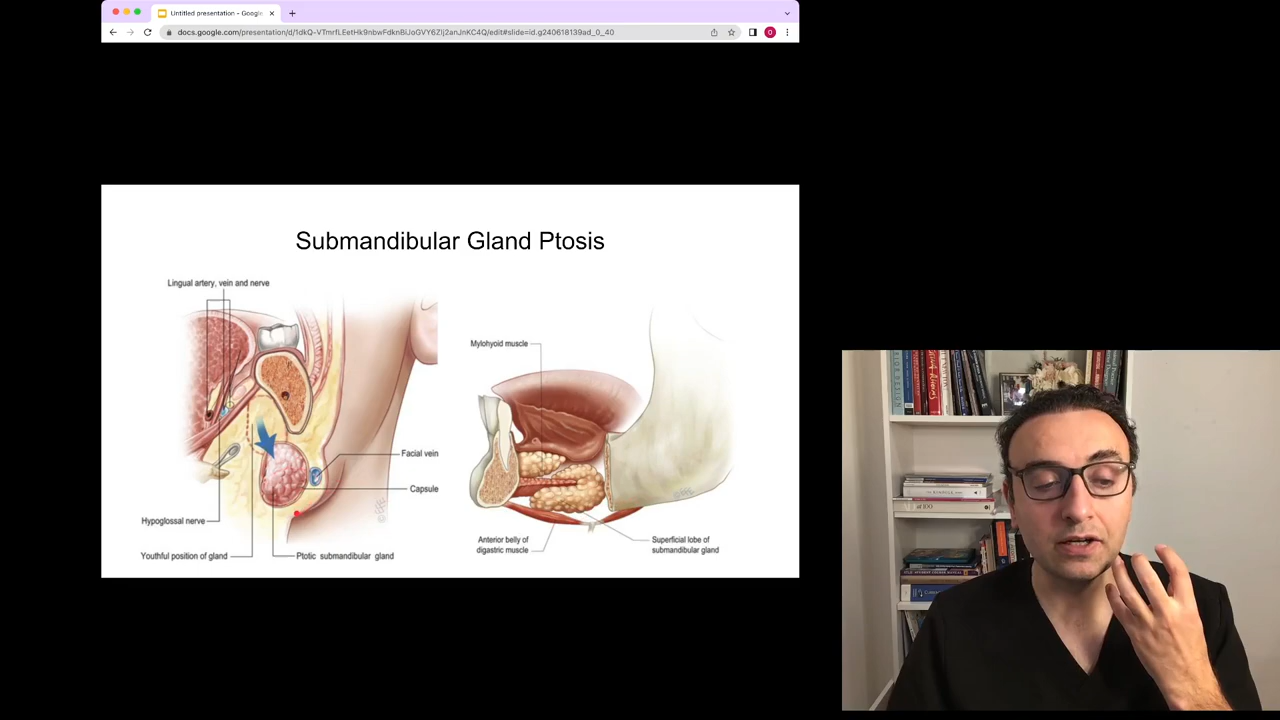 Untitled presentation - Google
docs.google.com/presentation/d/1dkQ-VTmrfLEetHk9nbwFdknBiJoGVY6Zlj2anJnKC4Q/edit#slide=id.g240618139ad_0_40
Submandibular Gland Ptosis
Lingual artery, vein and nerve
Mylohyoid muscle
Facial vein
Capsule
Hypoglossal nerve
Youthful position of gland
Ptotic submandibular gland
Anterior belly of
digastric muscle
Superficial lobe of
submandibular gland